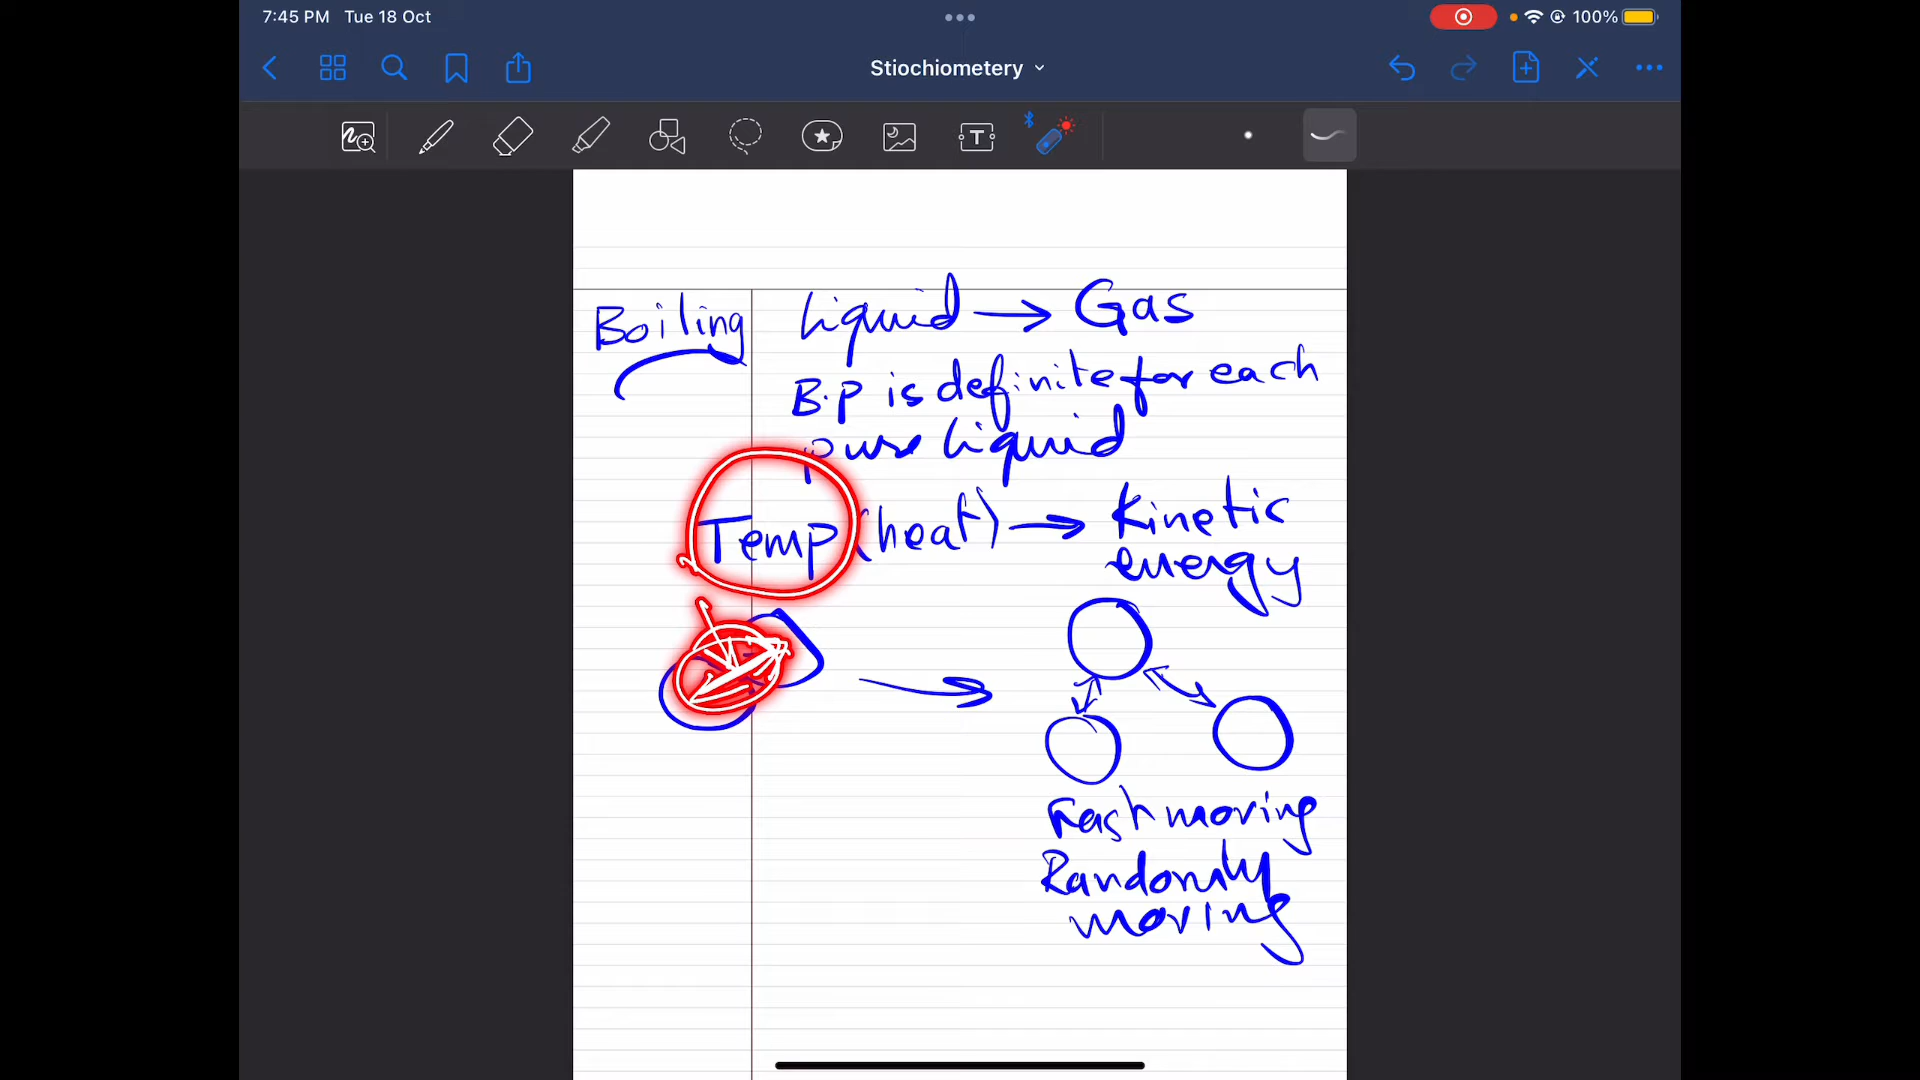 7:45 PM Tue 18 Oct
100%
Stiochiometery
T
Boiling
Liquid → Gas
B.P is definite for each
pure liquid
Temp (heat) → Kinetic
energy
Fast moving
Randomly
moving